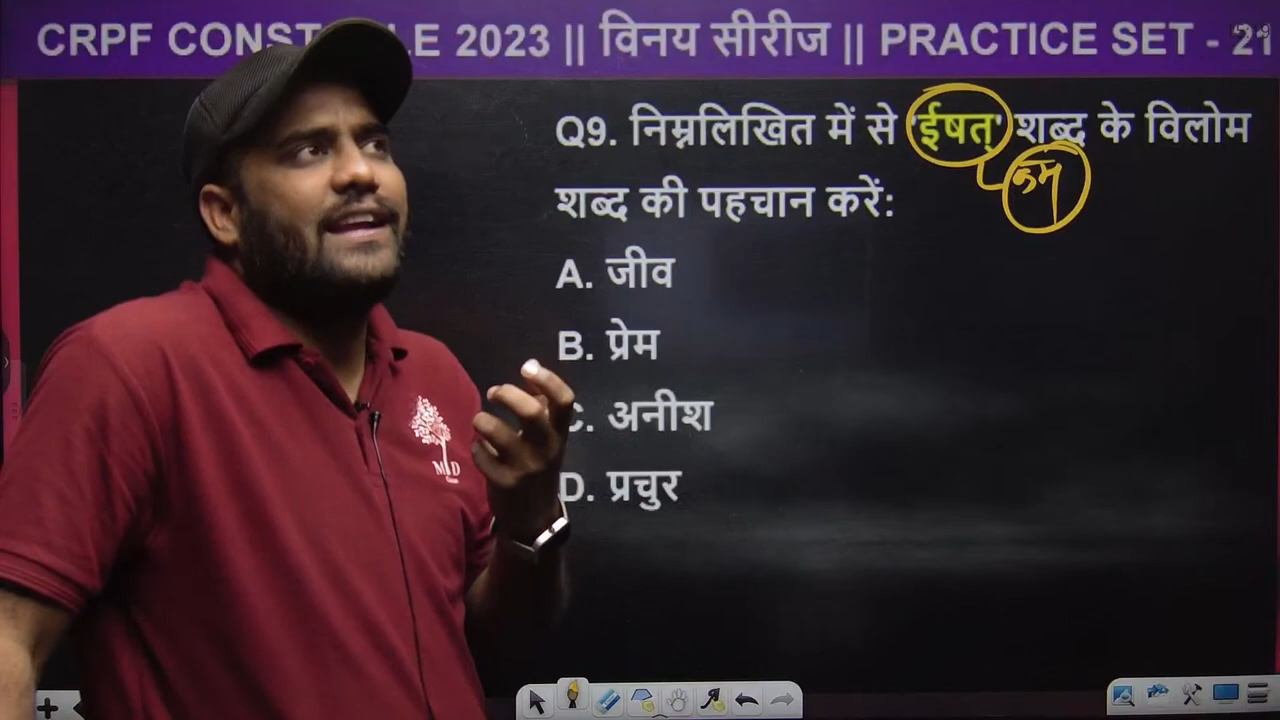 CRPF CONST LE 2023 || विनय सीरीज || PRACTICE SET - 21
Q9. निम्नलिखित में से 'ईषत्' शब्द के विलोम
कम
शब्द की पहचान करें:
A. जीव
B. प्रेम
C. अनीश
D. प्रचुर